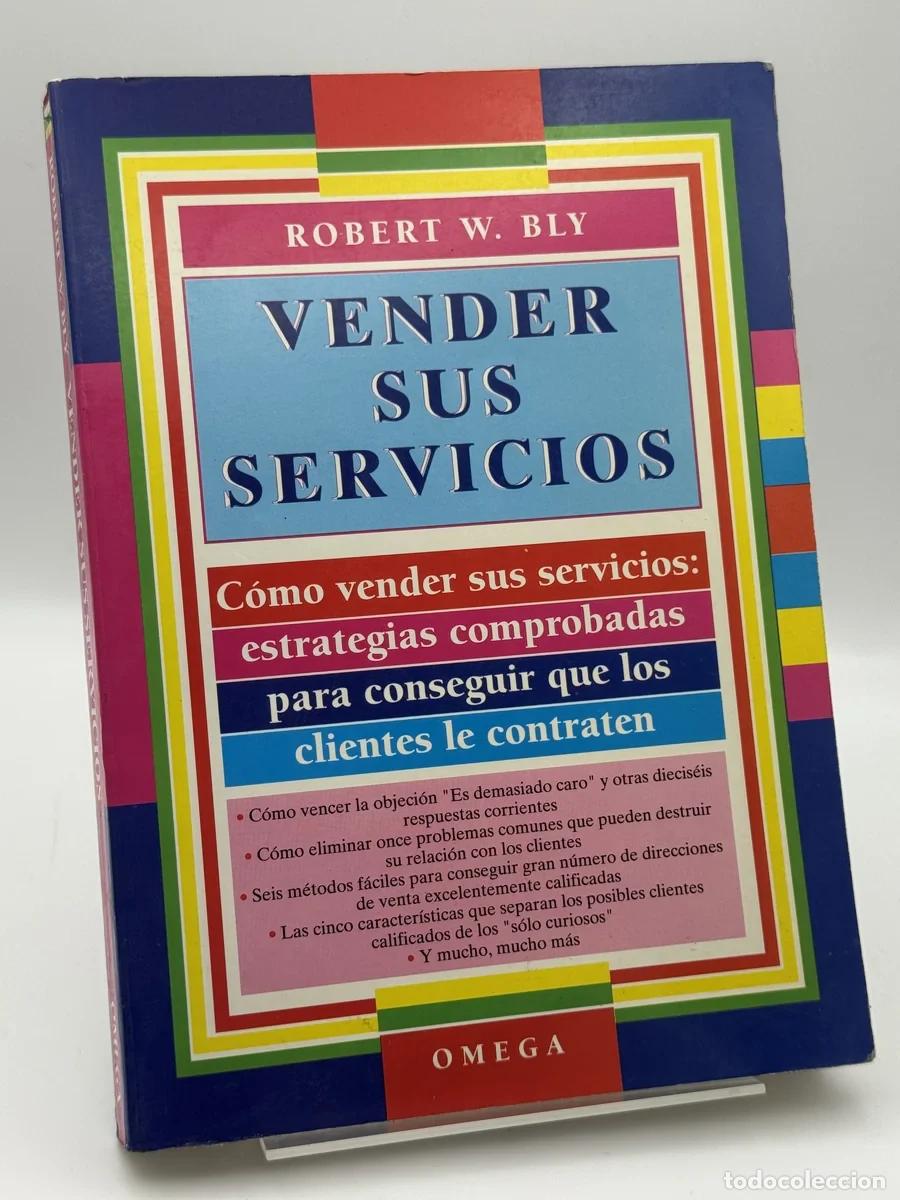 ROBERT W. BLY
VENDER
SUS
SERVICIOS
Cómo vender sus servicios:
estrategias comprobadas
para conseguir que los
clientes le contraten
• Cómo vencer la objeción "Es demasiado caro" y otras dieciséis
respuestas corrientes
• Cómo eliminar once problemas comunes que pueden destruir
su relación con los clientes
• Seis métodos fáciles para conseguir gran número de direcciones
de venta excelentemente calificadas
• Las cinco características que separan los posibles clientes
calificados de los "sólo curiosos"
• Y mucho, mucho más
OMEGA
VENDER SUS SERVICIOS
todocoleccion